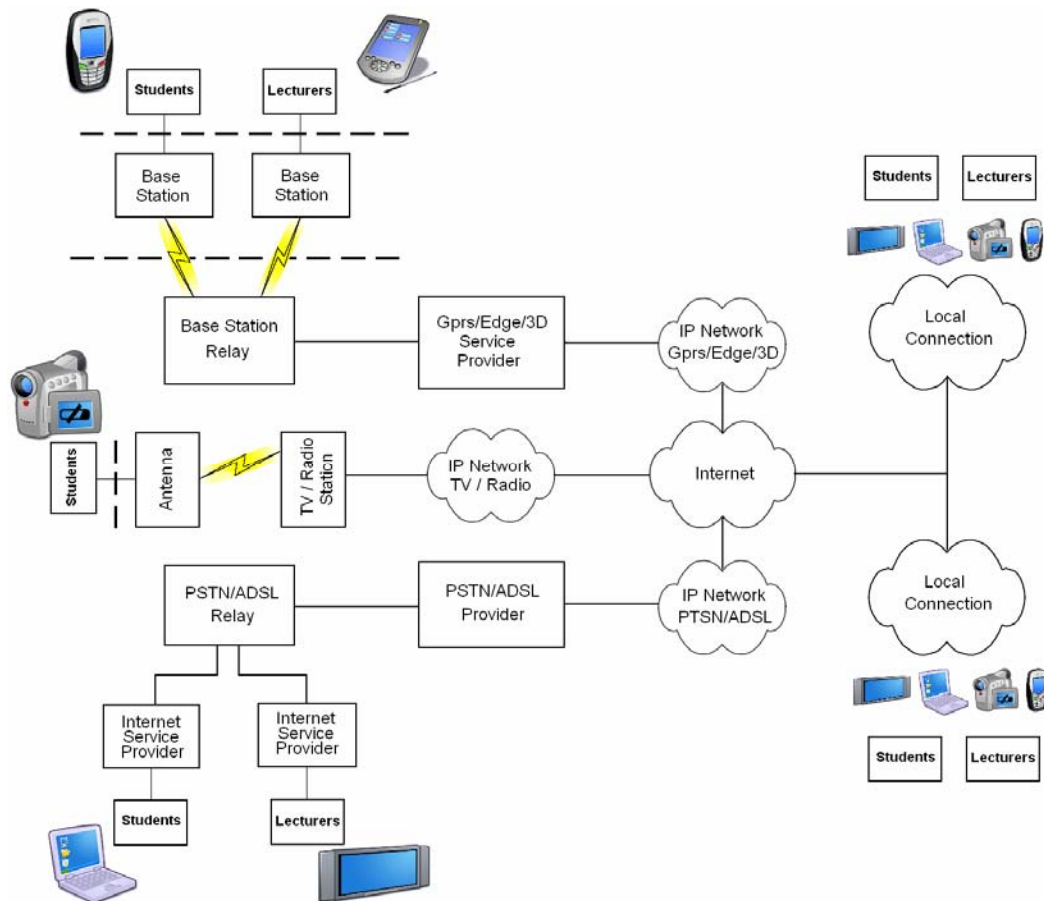 Students
Lecturers
Base
Station
Base
Station
Students
Lecturers
Base Station
Relay
Gprs/Edge/3D
Service
Provider
IP Network
Gprs/Edge/3D
Local
Connection
Students
Antenna
TV / Radio
Station
IP Network
TV / Radio
Internet
PSTN/ADSL
Relay
PSTN/ADSL
Provider
IP Network
PTSN/ADSL
Local
Connection
Internet
Service
Provider
Internet
Service
Provider
Students
Lecturers
Students
Lecturers